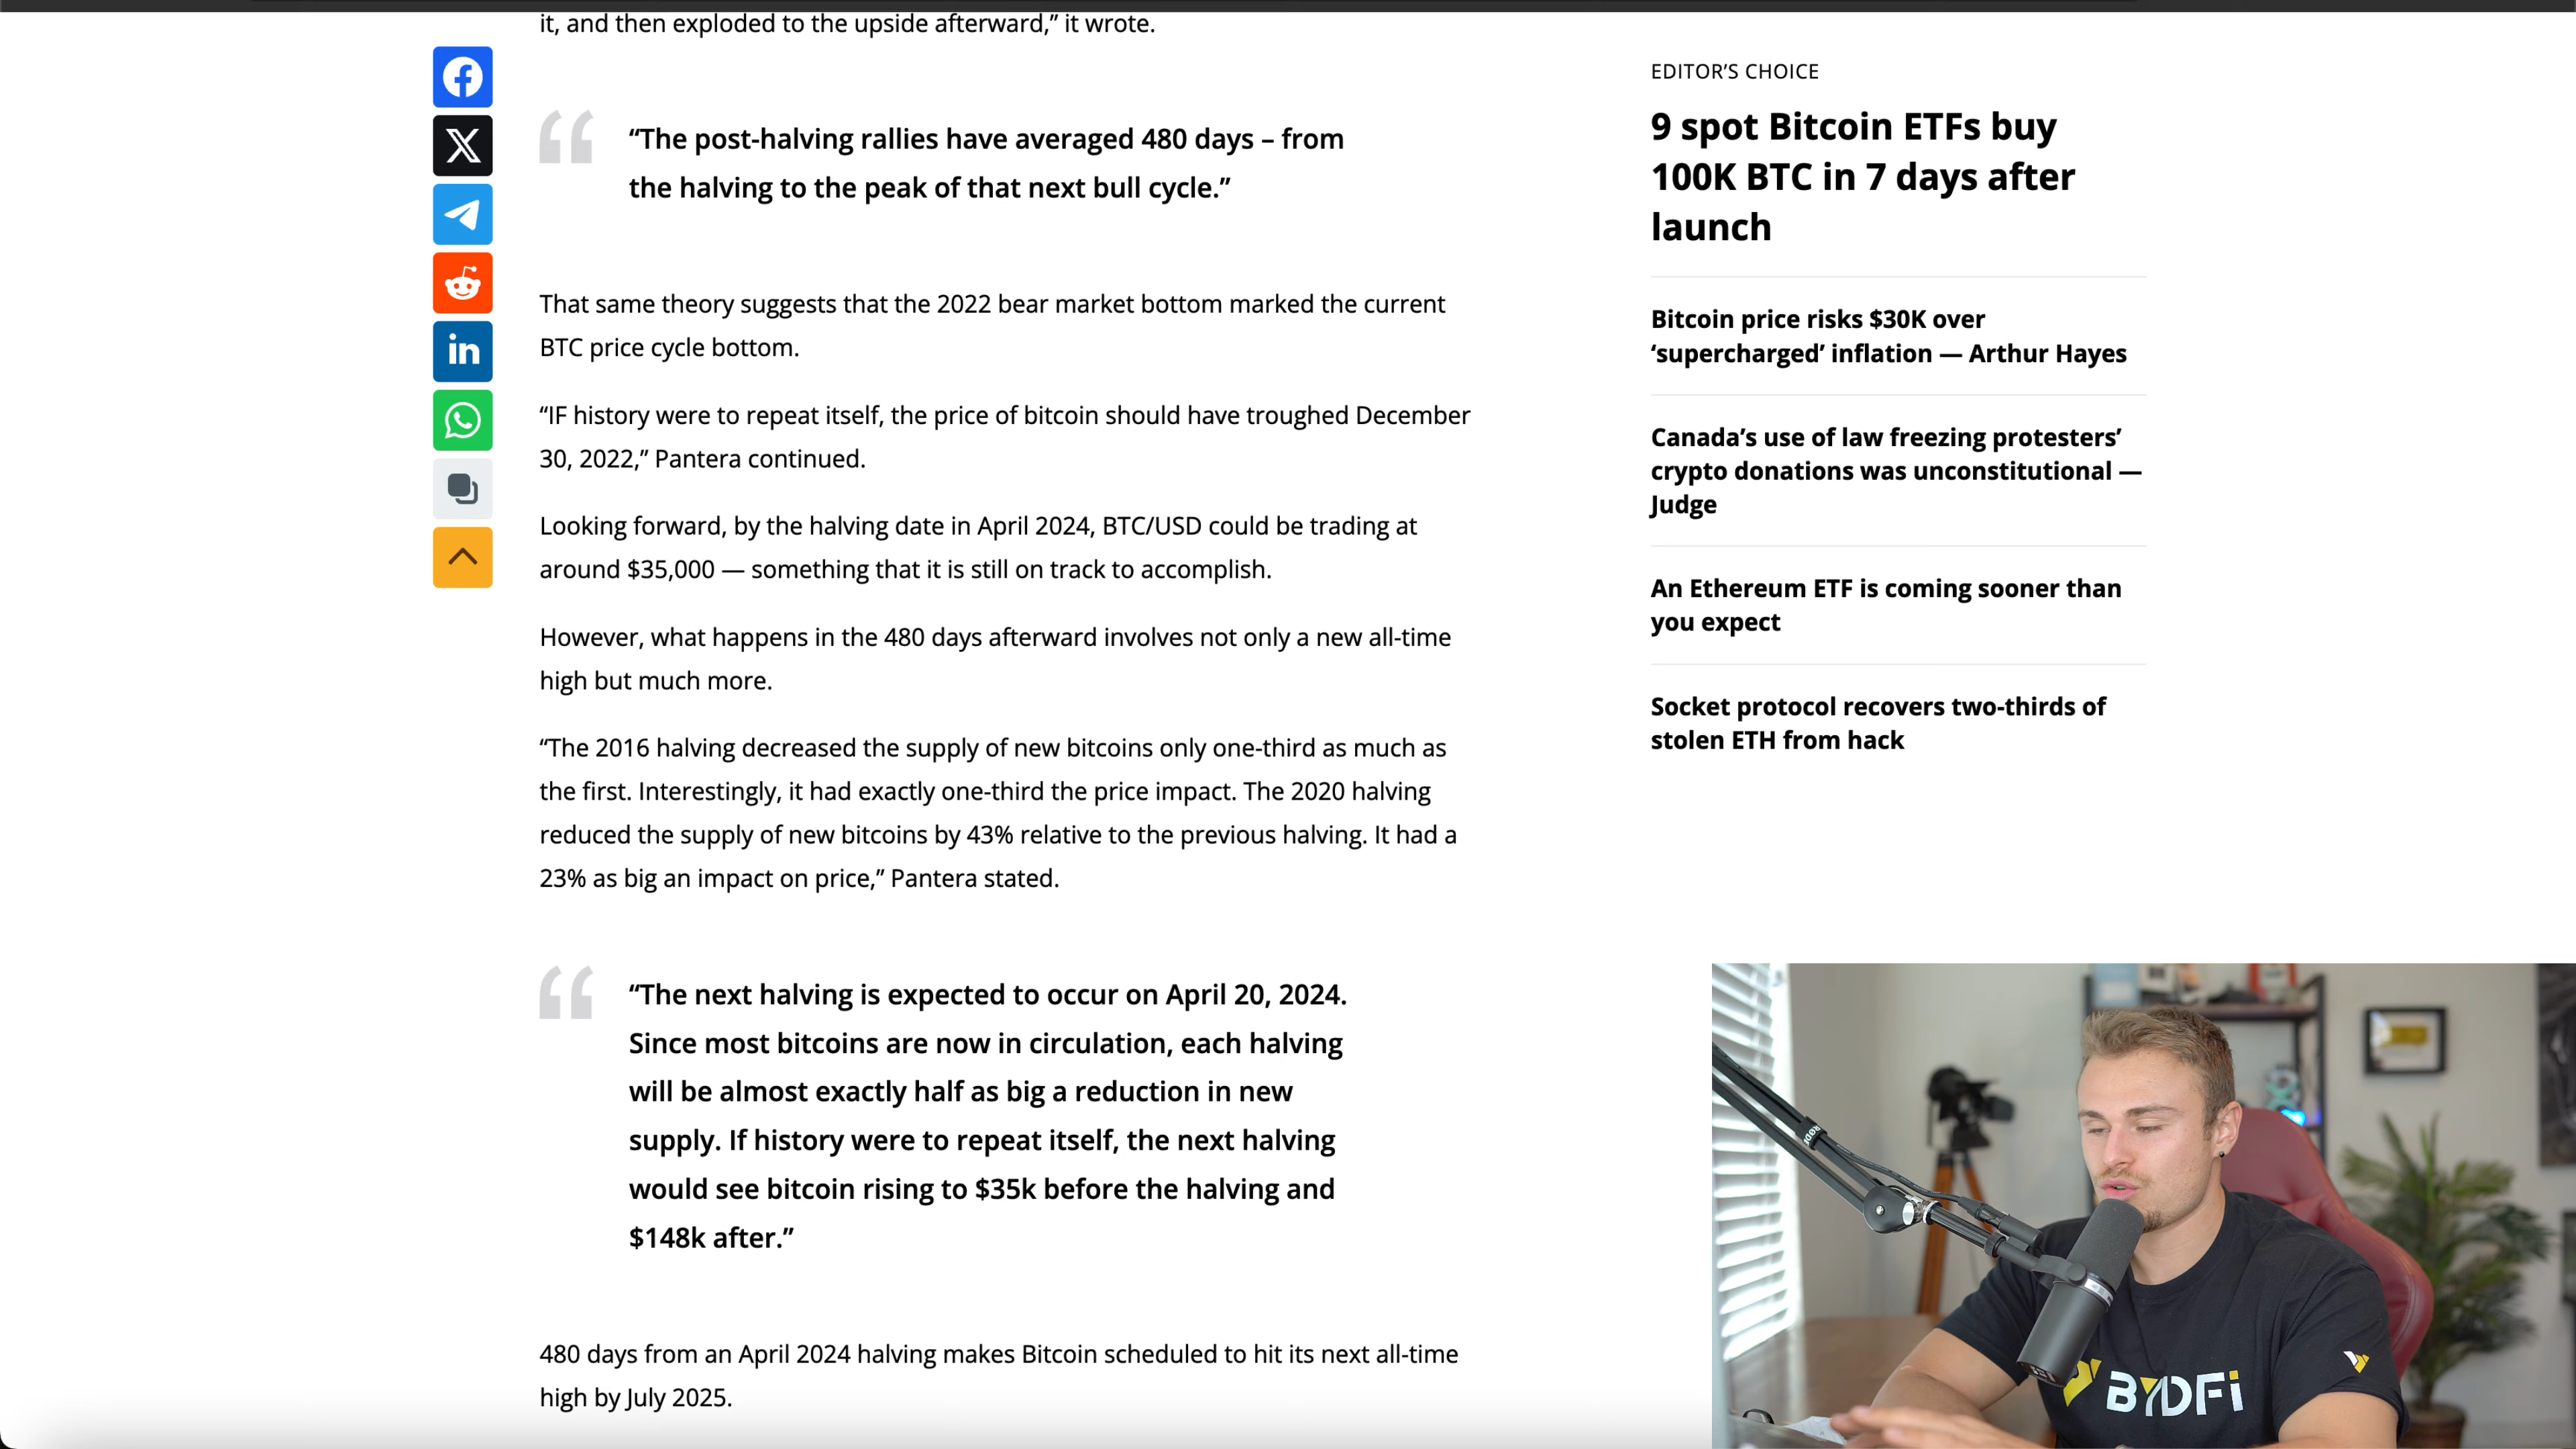 it, and then exploded to the upside afterward,” it wrote.
“The post-halving rallies have averaged 480 days – from
the halving to the peak of that next bull cycle.”
That same theory suggests that the 2022 bear market bottom marked the current
BTC price cycle bottom.
“IF history were to repeat itself, the price of bitcoin should have troughed December
30, 2022,” Pantera continued.
Looking forward, by the halving date in April 2024, BTC/USD could be trading at
around $35,000 — something that it is still on track to accomplish.
However, what happens in the 480 days afterward involves not only a new all-time
high but much more.
“The 2016 halving decreased the supply of new bitcoins only one-third as much as
the first. Interestingly, it had exactly one-third the price impact. The 2020 halving
reduced the supply of new bitcoins by 43% relative to the previous halving. It had a
23% as big an impact on price,” Pantera stated.
“The next halving is expected to occur on April 20, 2024.
Since most bitcoins are now in circulation, each halving
will be almost exactly half as big a reduction in new
supply. If history were to repeat itself, the next halving
would see bitcoin rising to $35k before the halving and
$148k after.”
480 days from an April 2024 halving makes Bitcoin scheduled to hit its next all-time
high by July 2025.
EDITOR’S CHOICE
9 spot Bitcoin ETFs buy
100K BTC in 7 days after
launch
Bitcoin price risks $30K over
‘supercharged’ inflation — Arthur Hayes
Canada’s use of law freezing protesters’
crypto donations was unconstitutional —
Judge
An Ethereum ETF is coming sooner than
you expect
Socket protocol recovers two-thirds of
stolen ETH from hack
BYDFi